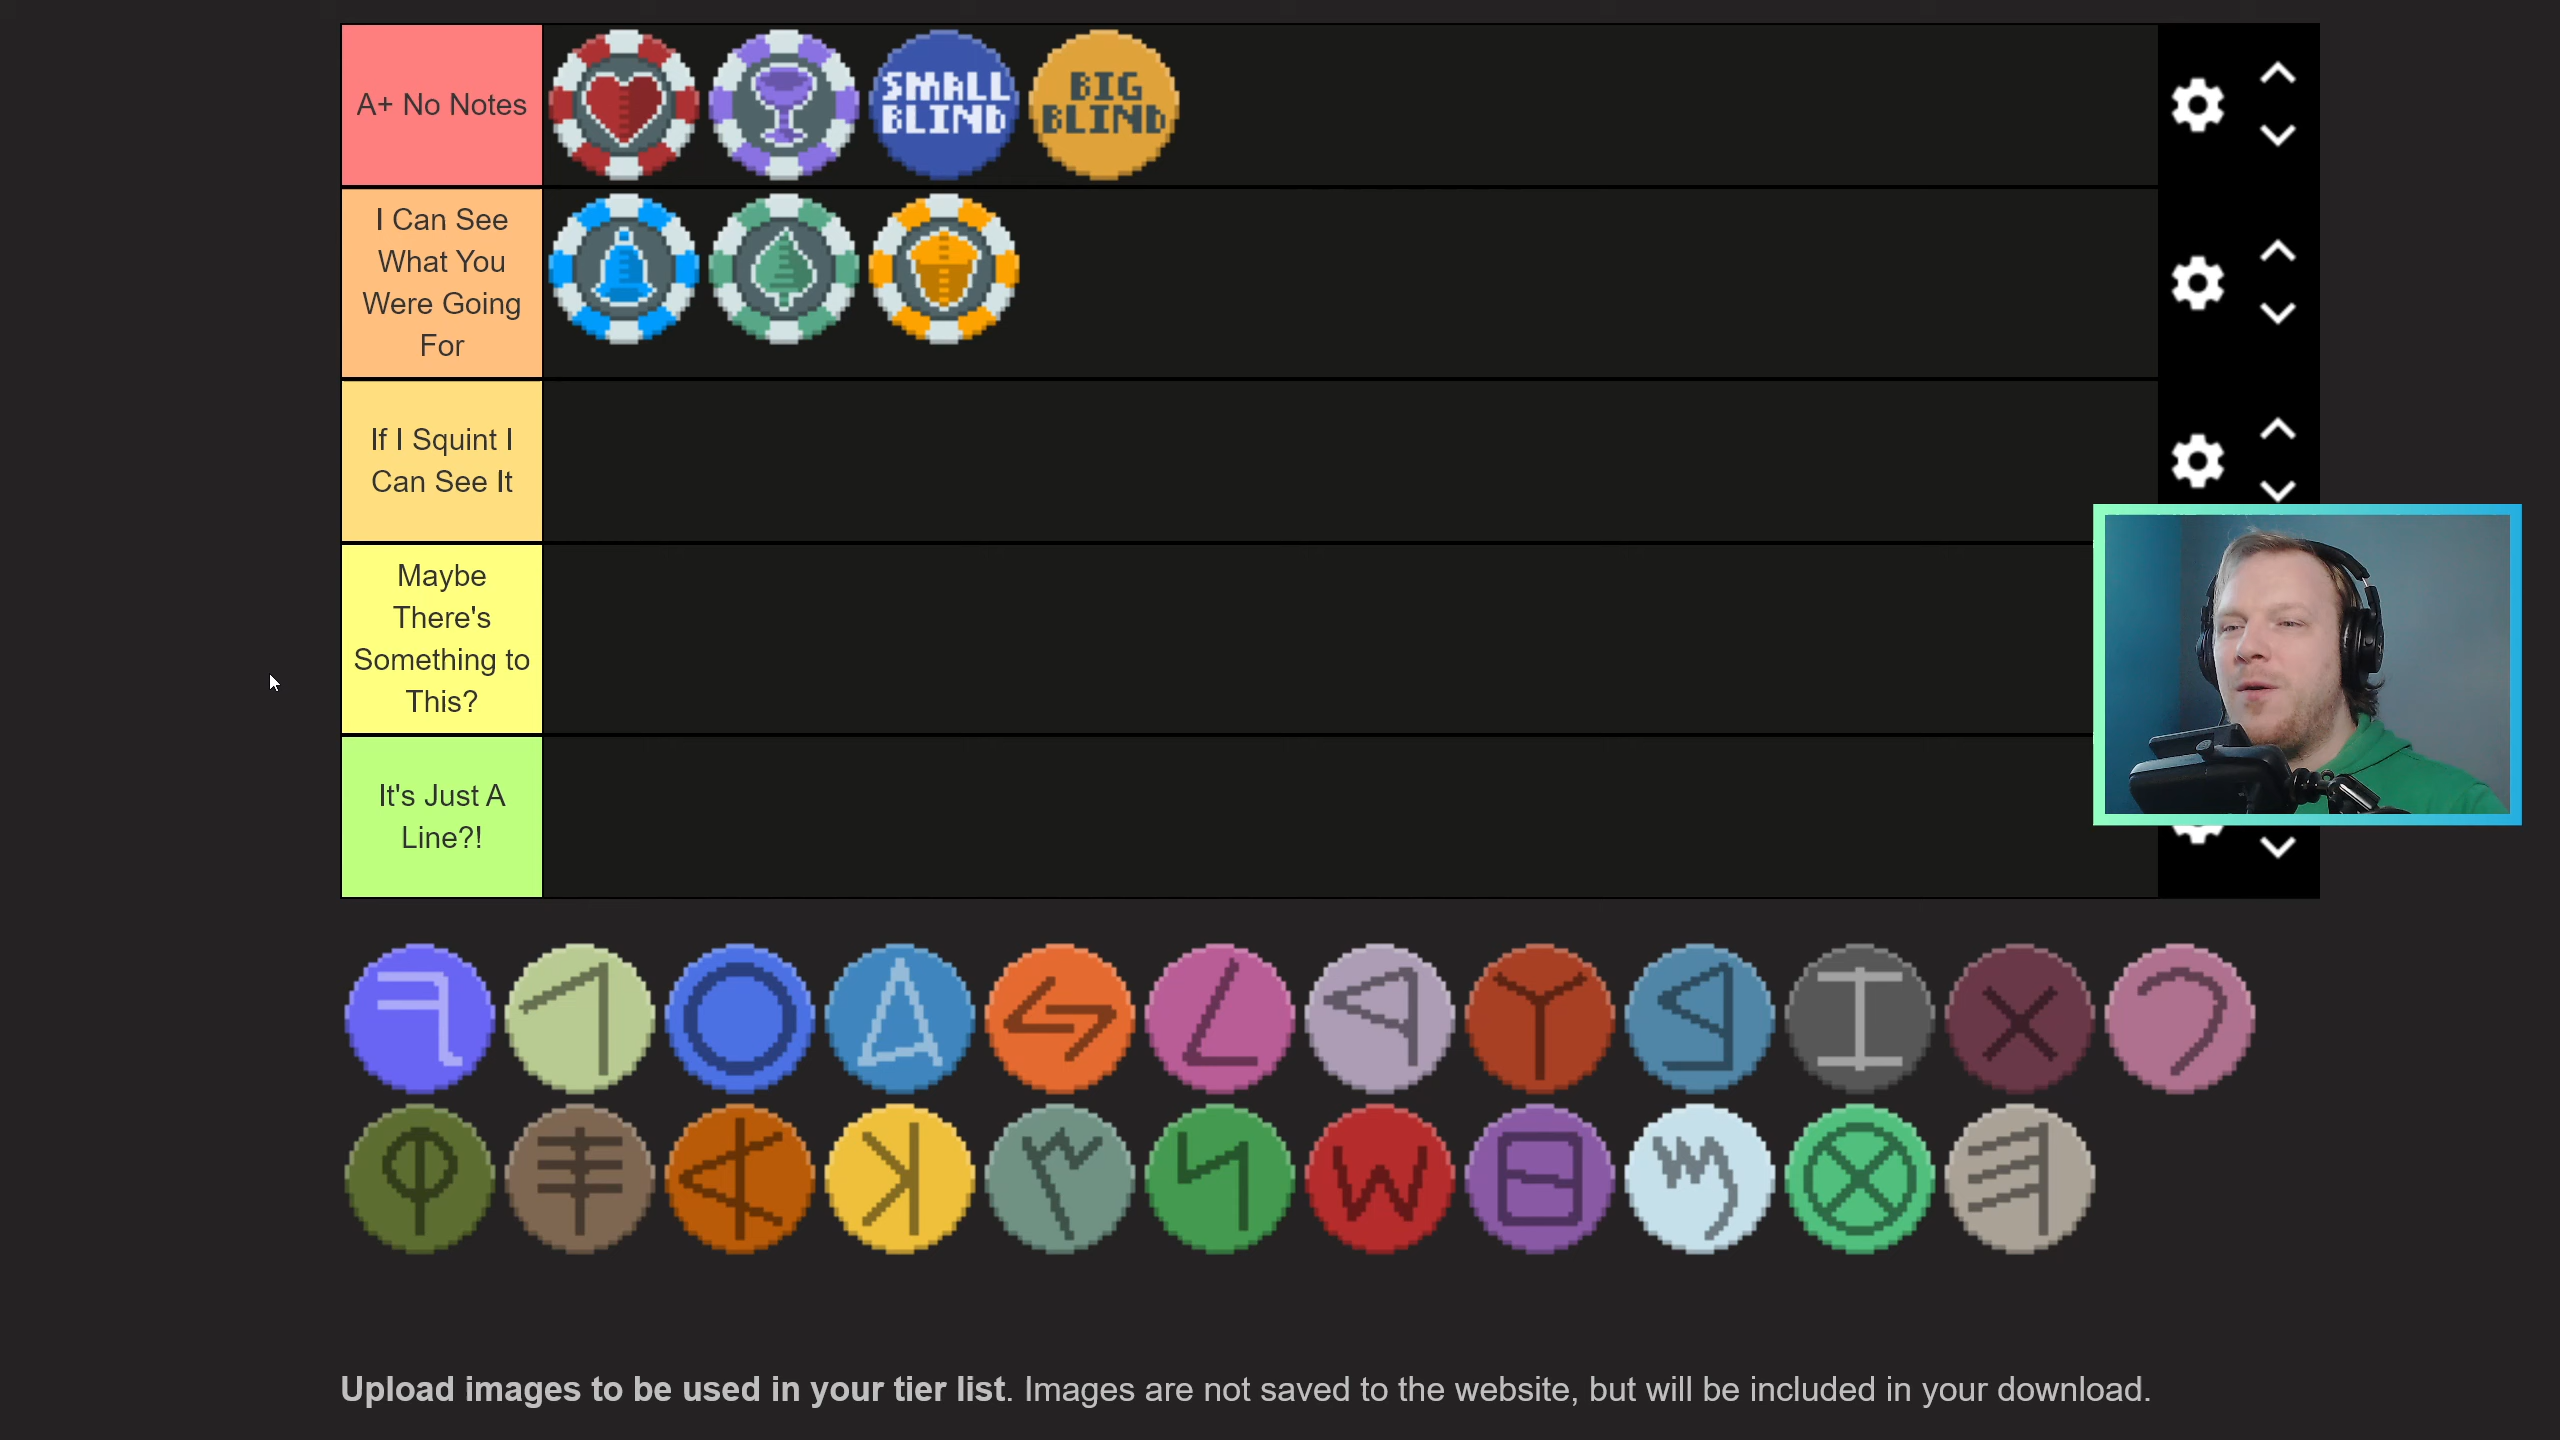 A+ No Notes
SMALL
BLIND
BIG
BLIND
I Can See
What You
Were Going
For
If I Squint I
Can See It
Maybe
There's
Something to
This?
It's Just A
Line?!
Upload images to be used in your tier list. Images are not saved to the website, but will be included in your download.